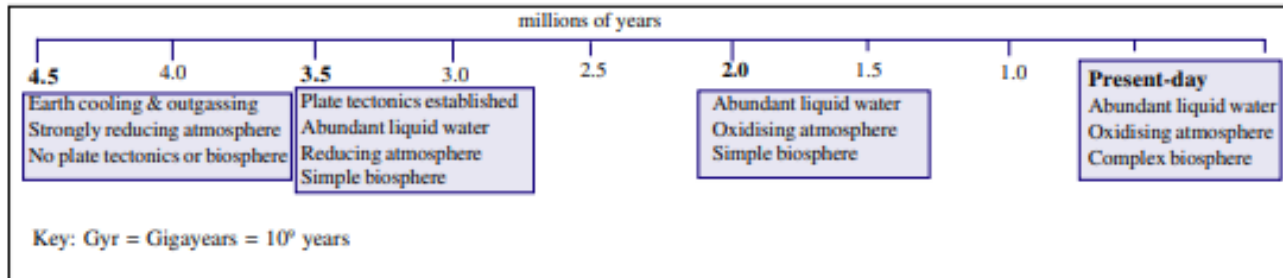 millions of years
4.5 4.0 3.5 3.0 2.5 2.0 1.5 1.0
Earth cooling & outgassing
Strongly reducing atmosphere
No plate tectonics or biosphere
Plate tectonics established
Abundant liquid water
Reducing atmosphere
Simple biosphere
Abundant liquid water
Oxidising atmosphere
Simple biosphere
Present-day
Abundant liquid water
Oxidising atmosphere
Complex biosphere
Key: Gyr = Gigayears = 10⁹ years